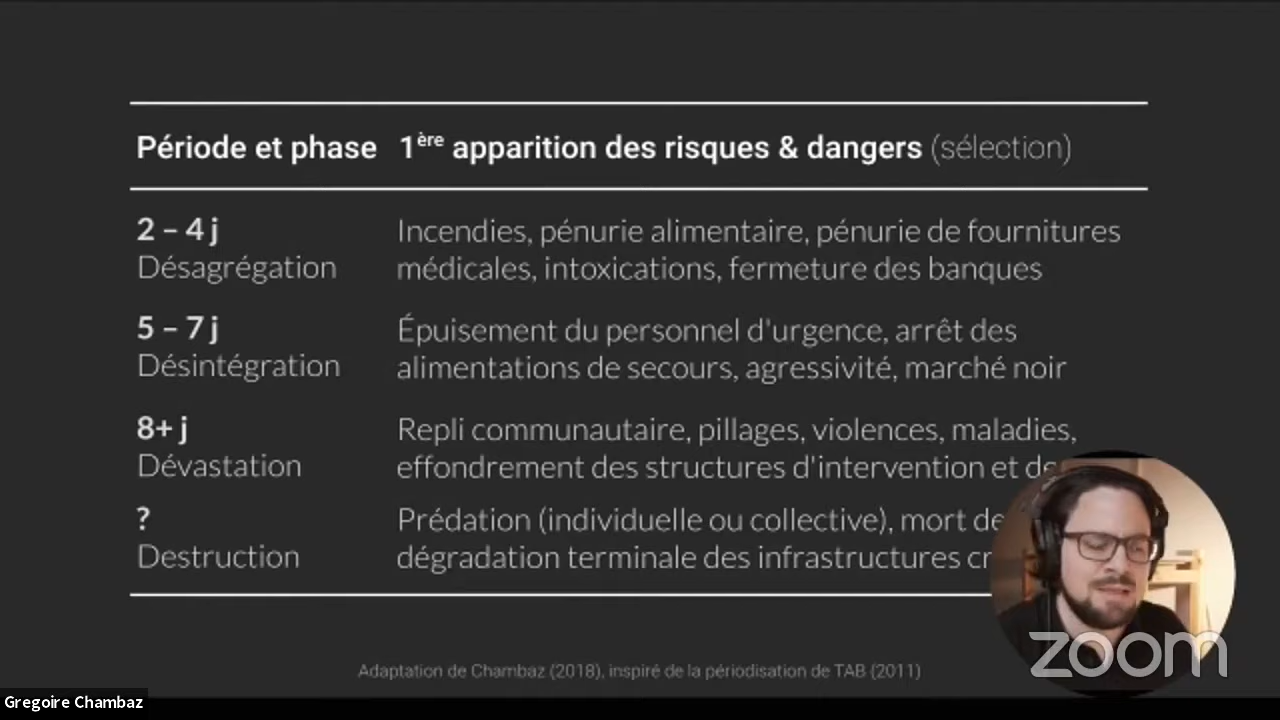 Période et phase 1ère apparition des risques & dangers (sélection)
2 – 4 j
Désagrégation
Incendies, pénurie alimentaire, pénurie de fournitures
médicales, intoxications, fermeture des banques
5 – 7 j
Désintégration
Épuisement du personnel d'urgence, arrêt des
alimentations de secours, agressivité, marché noir
8+ j
Dévastation
Repli communautaire, pillages, violences, maladies,
effondrement des structures d'intervention et
?
Destruction
Prédation (individuelle ou collective), mort
dégradation terminale des infrastructures
Adaptation de Chambaz (2018), inspiré de la périodisation de TAB (2011)
zoom
Gregoire Chambaz